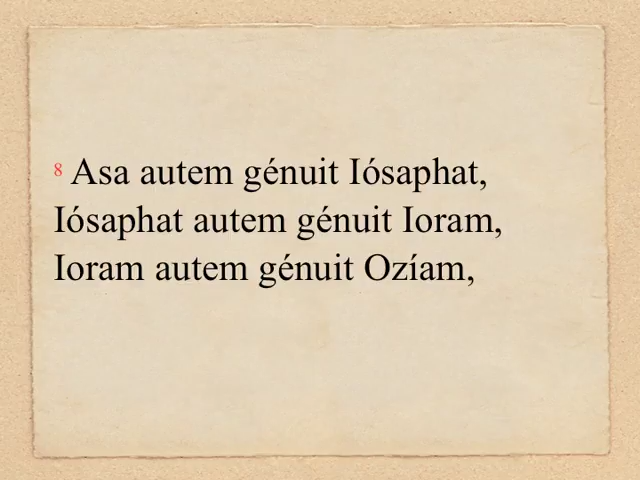 8 Asa autem génuit Iósaphat,
Iósaphat autem génuit Ioram,
Ioram autem génuit Ozíam,